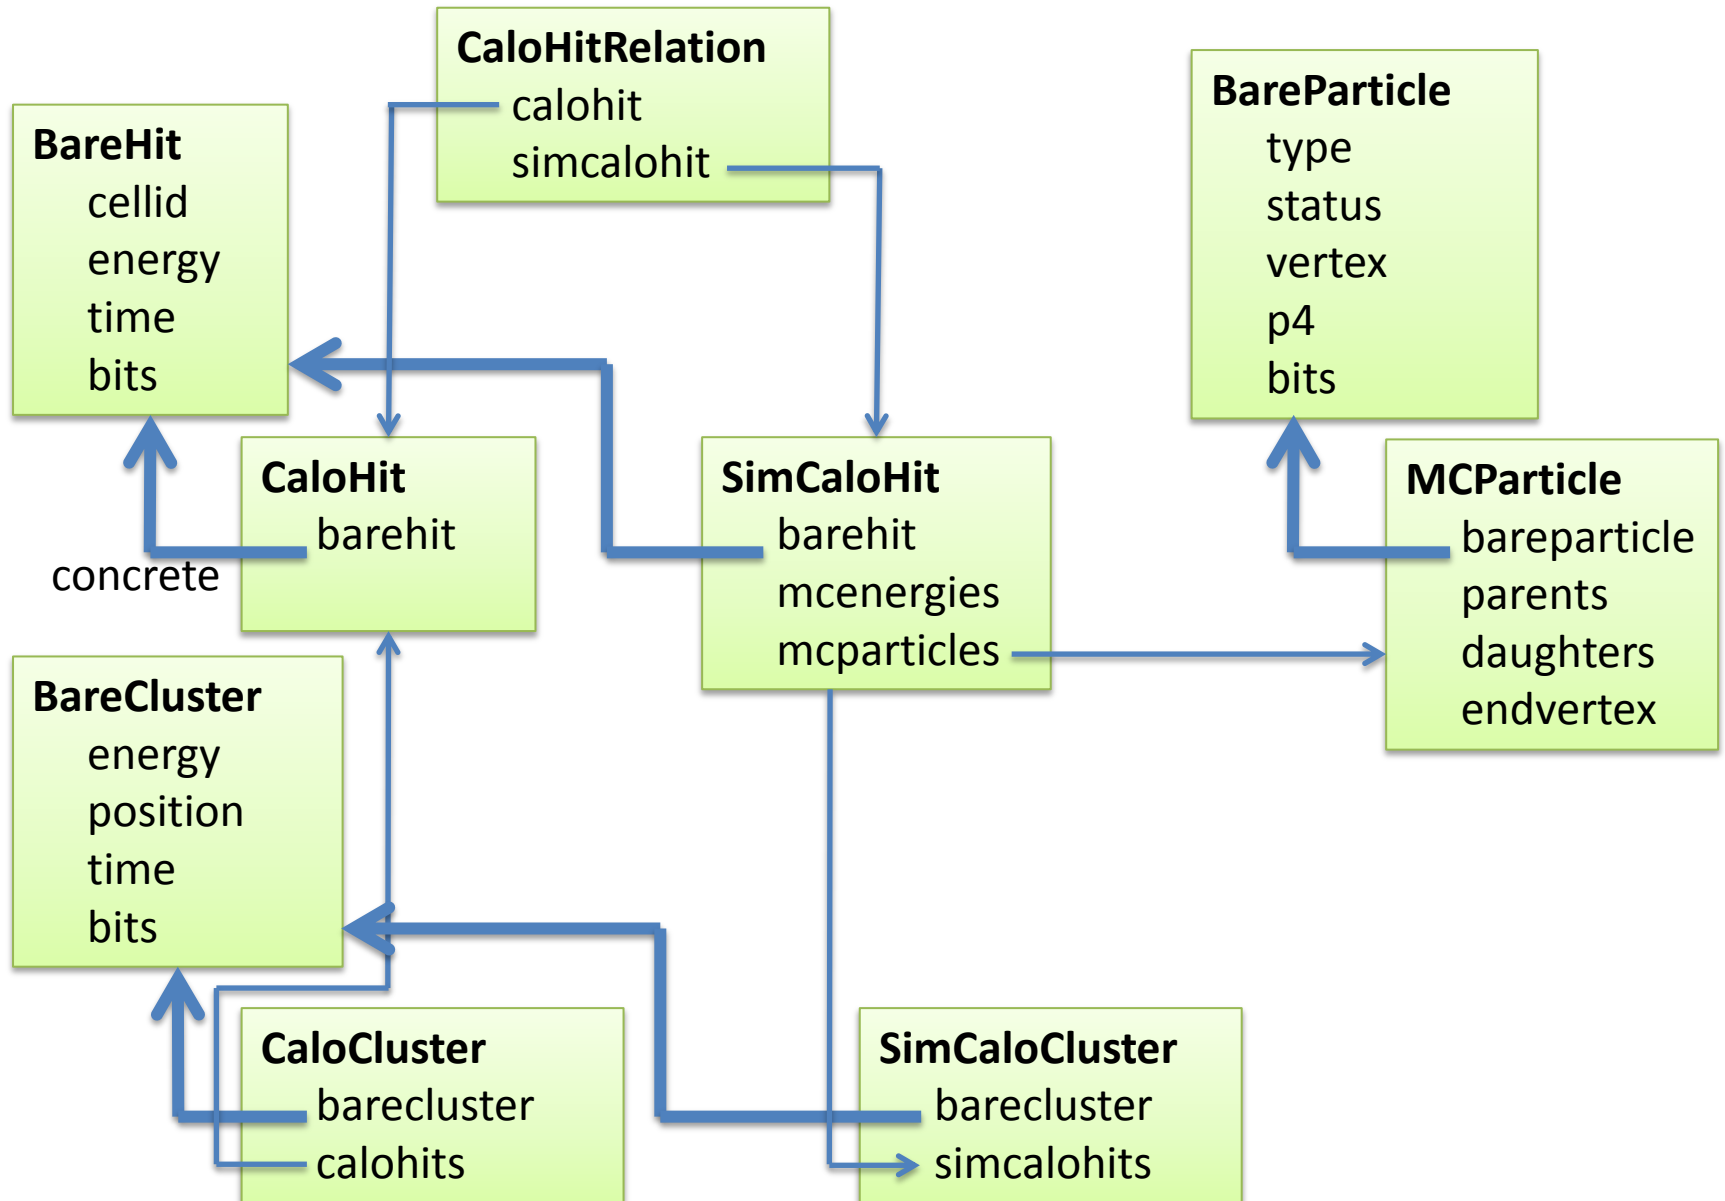 CaloHitRelation
calohit
simcalohit
BareParticle
type
status
vertex
p4
bits
BareHit
cellid
energy
time
bits
CaloHit
barehit
concrete
SimCaloHit
barehit
mcenergies
mcparticles
MCParticle
bareparticle
parents
daughters
endvertex
BareCluster
energy
position
time
bits
CaloCluster
barecluster
calohits
SimCaloCluster
barecluster
simcalohits